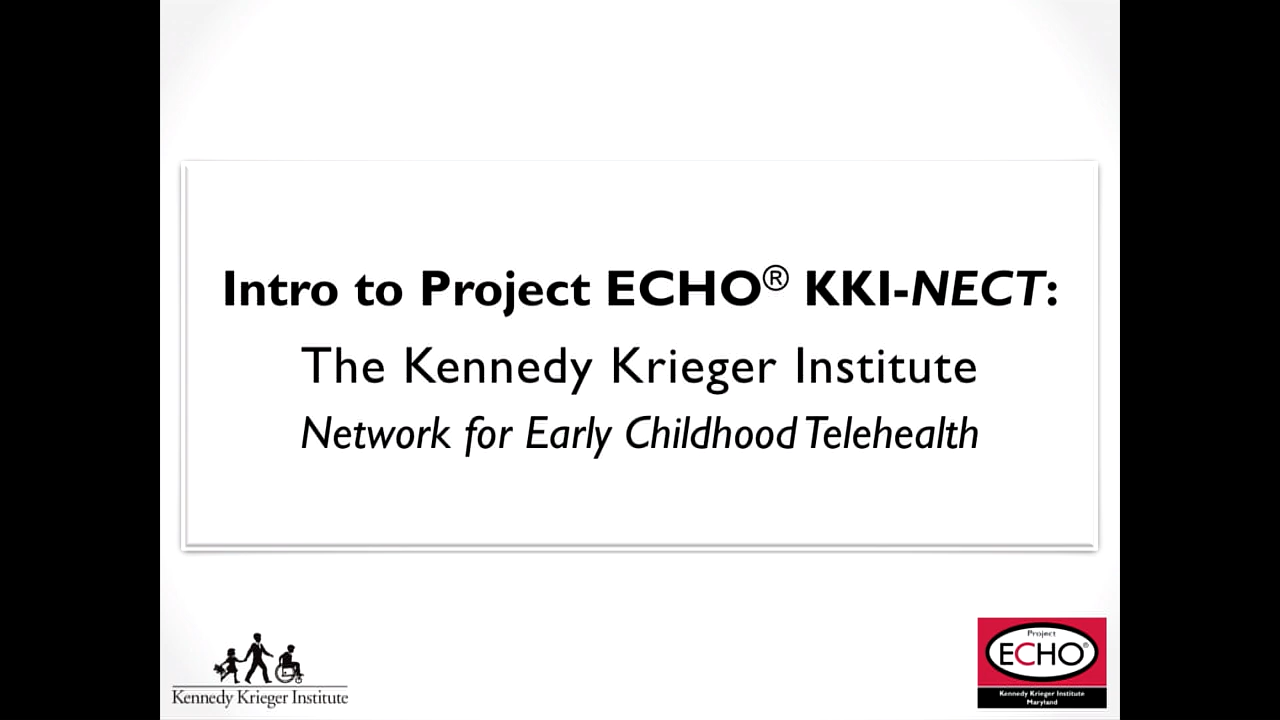 Intro to Project ECHO® KKI-NECT:
The Kennedy Krieger Institute
Network for Early Childhood Telehealth
Kennedy Krieger Institute
Project
ECHO®
Kennedy Krieger Institute
Maryland